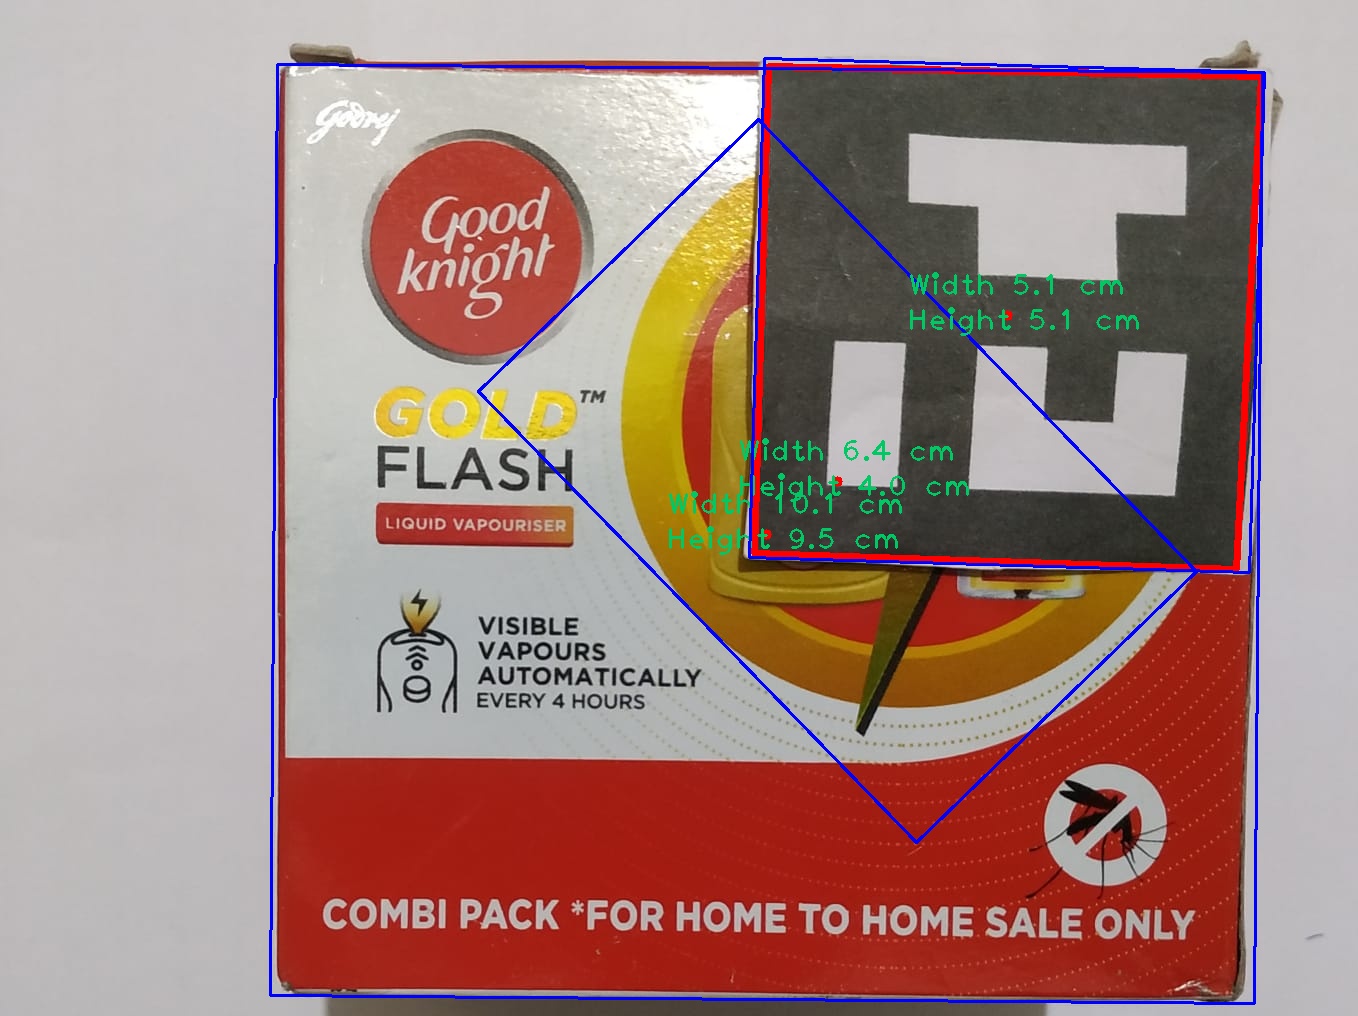 Godrej
Good
knight
GOLD™
FLASH
LIQUID VAPOURISER
VISIBLE
VAPOURS
AUTOMATICALLY
EVERY 4 HOURS
Width 5.1 cm
Height 5.1 cm
Width 6.4 cm
Height 4.0 cm
Width 10.1 cm
Height 9.5 cm
COMBI PACK *FOR HOME TO HOME SALE ONLY